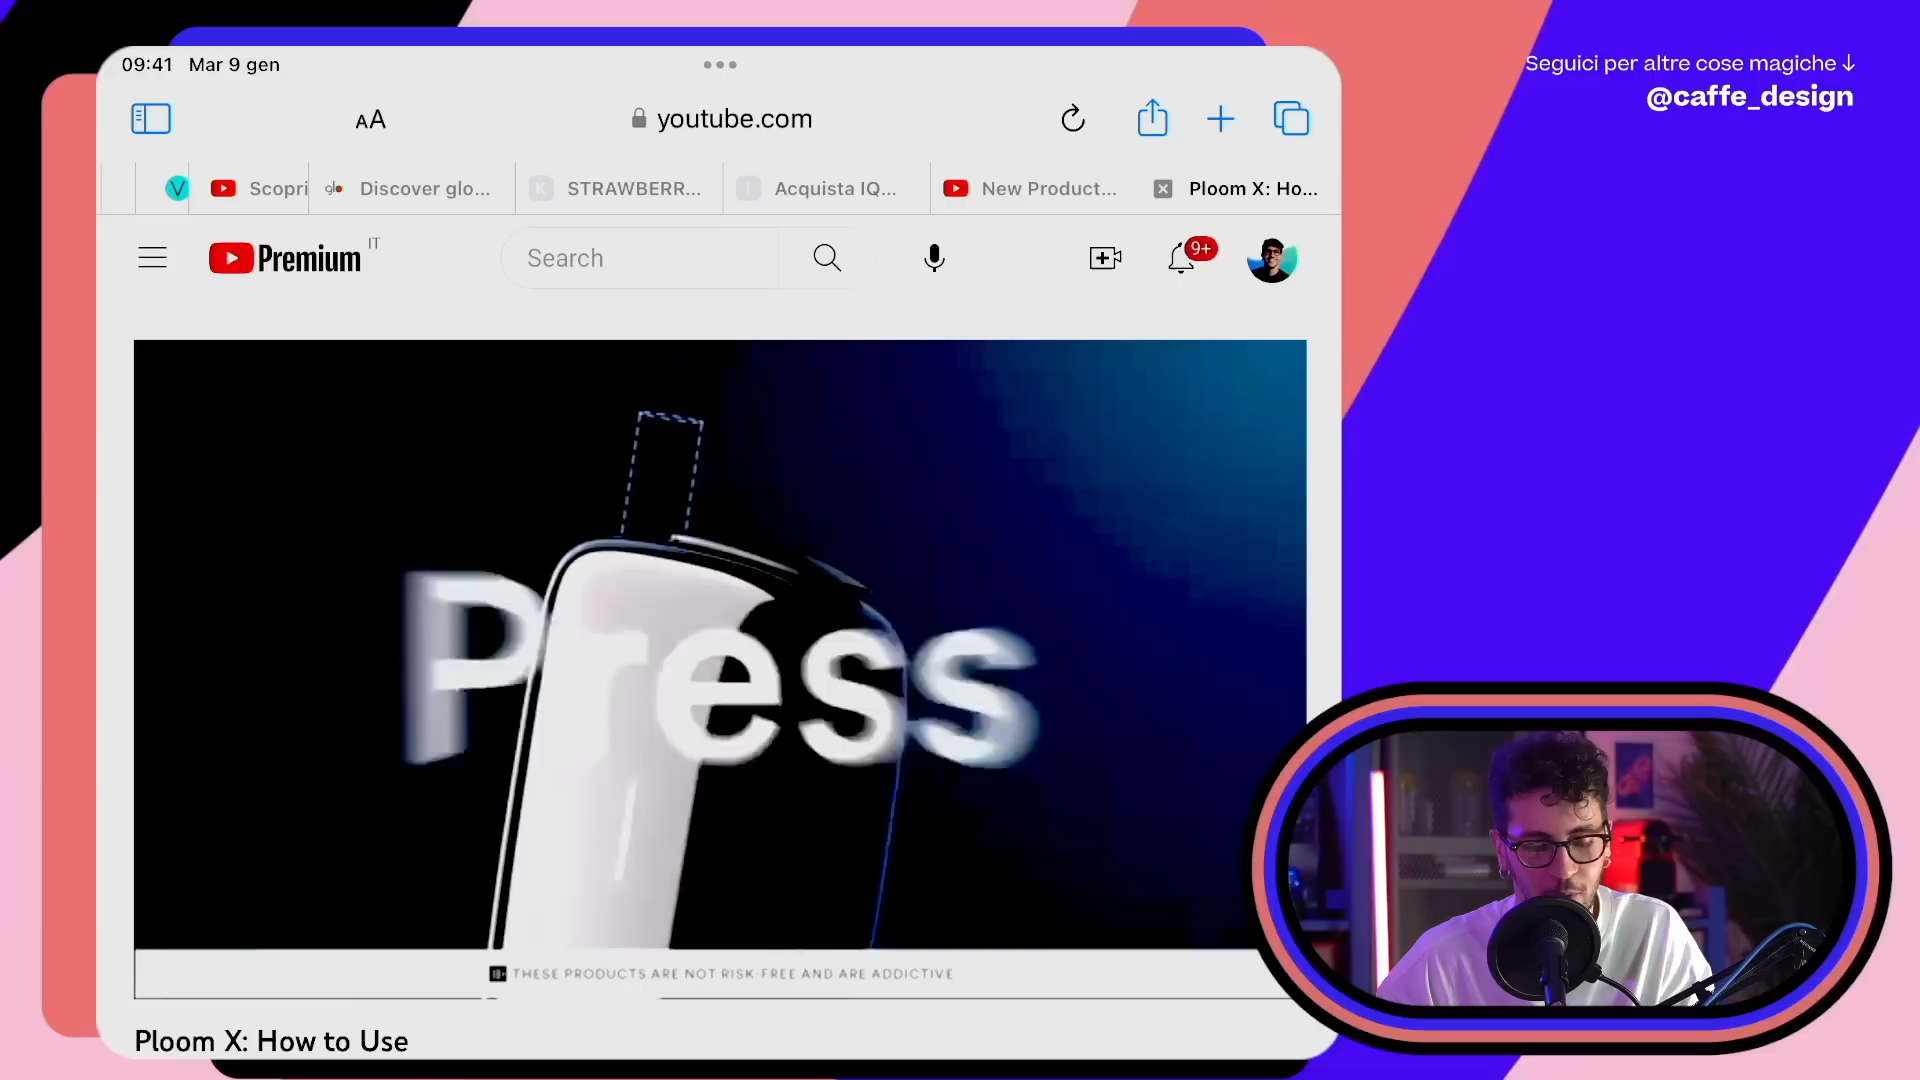 09:41 Mar 9 gen
Seguici per altre cose magiche ↓
@caffe_design
AA
youtube.com
V
Scopri
glo
Discover glo...
K
STRAWBERR...
I
Acquista IQ...
New Product...
Ploom X: Ho...
Premium
IT
Search
9+
Press
THESE PRODUCTS ARE NOT RISK-FREE AND ARE ADDICTIVE
Ploom X: How to Use